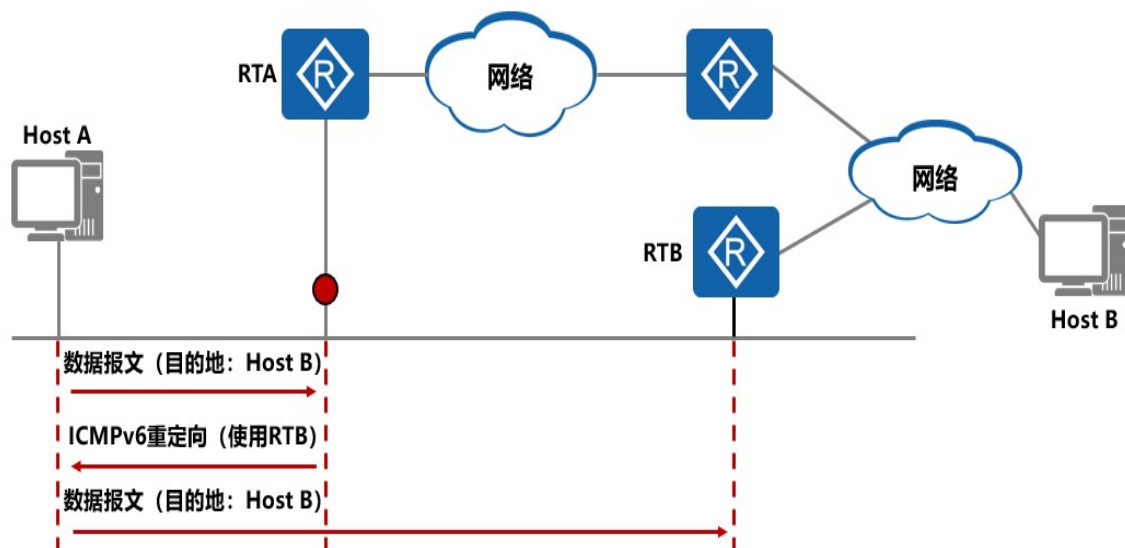 RTA
R
网络
R
Host A
网络
RTB
R
Host B
数据报文（目的地：Host B）
ICMPv6重定向（使用RTB）
数据报文（目的地：Host B）